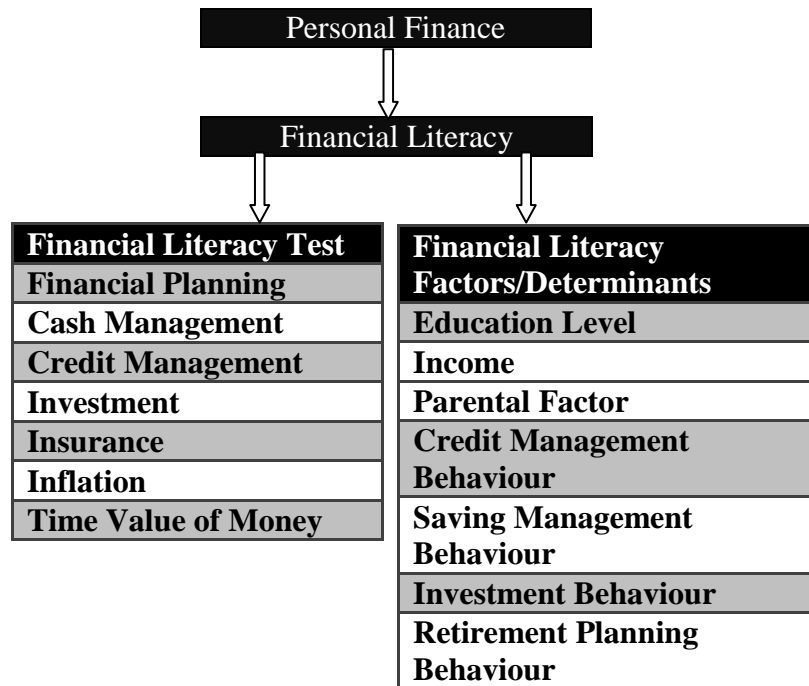 Personal Finance
Financial Literacy
Financial Literacy Test
Financial Planning
Cash Management
Credit Management
Investment
Insurance
Inflation
Time Value of Money
Financial Literacy
Factors/Determinants
Education Level
Income
Parental Factor
Credit Management
Behaviour
Saving Management
Behaviour
Investment Behaviour
Retirement Planning
Behaviour